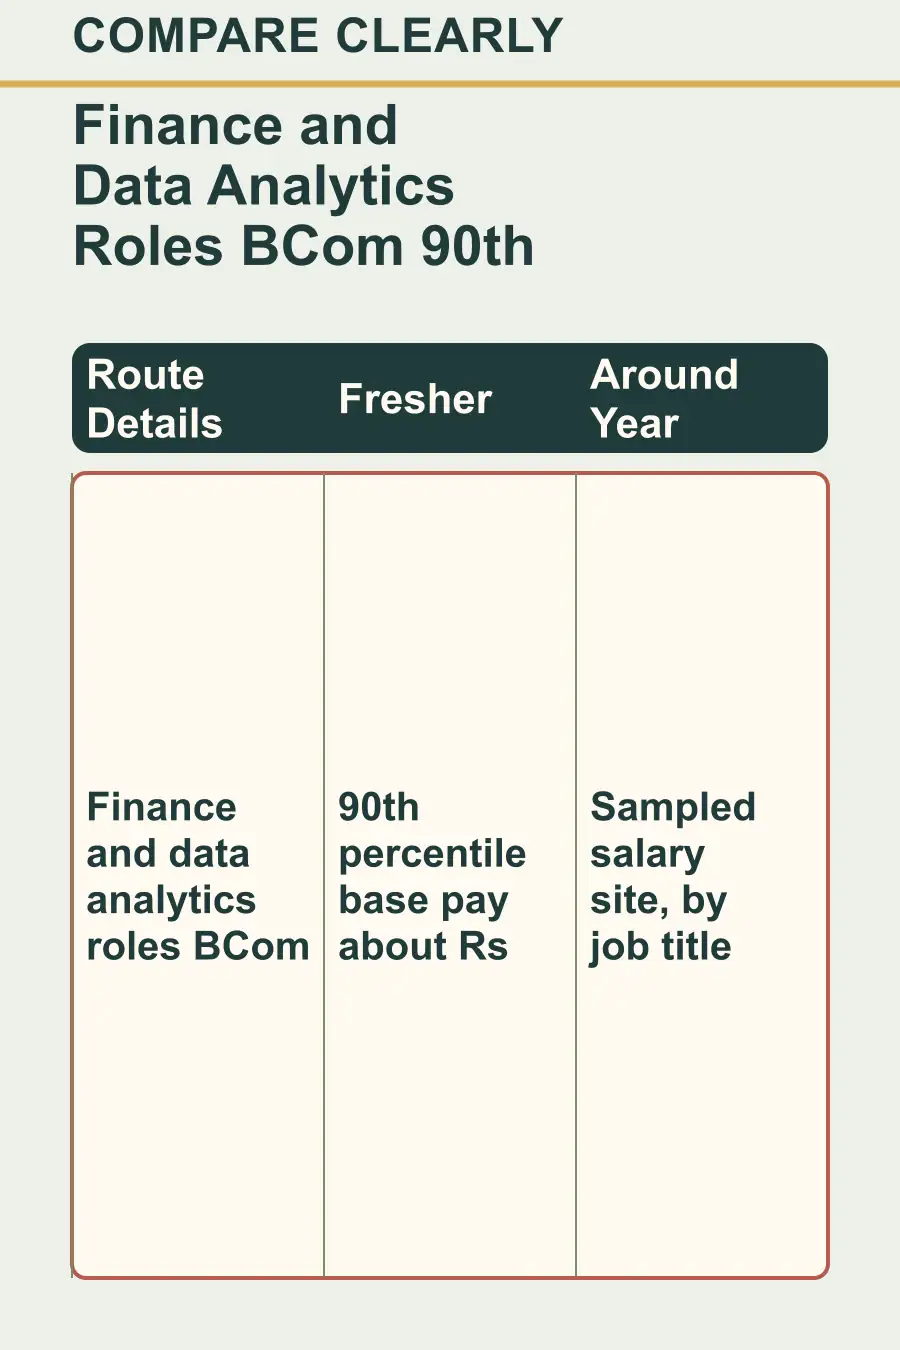 COMPARE CLEARLY
Finance and
Data Analytics
Roles BCom 90th
Route
Details
Fresher
Around
Year
Finance
and data
analytics
roles BCom
90th
percentile
base pay
about Rs
Sampled
salary
site, by
job title